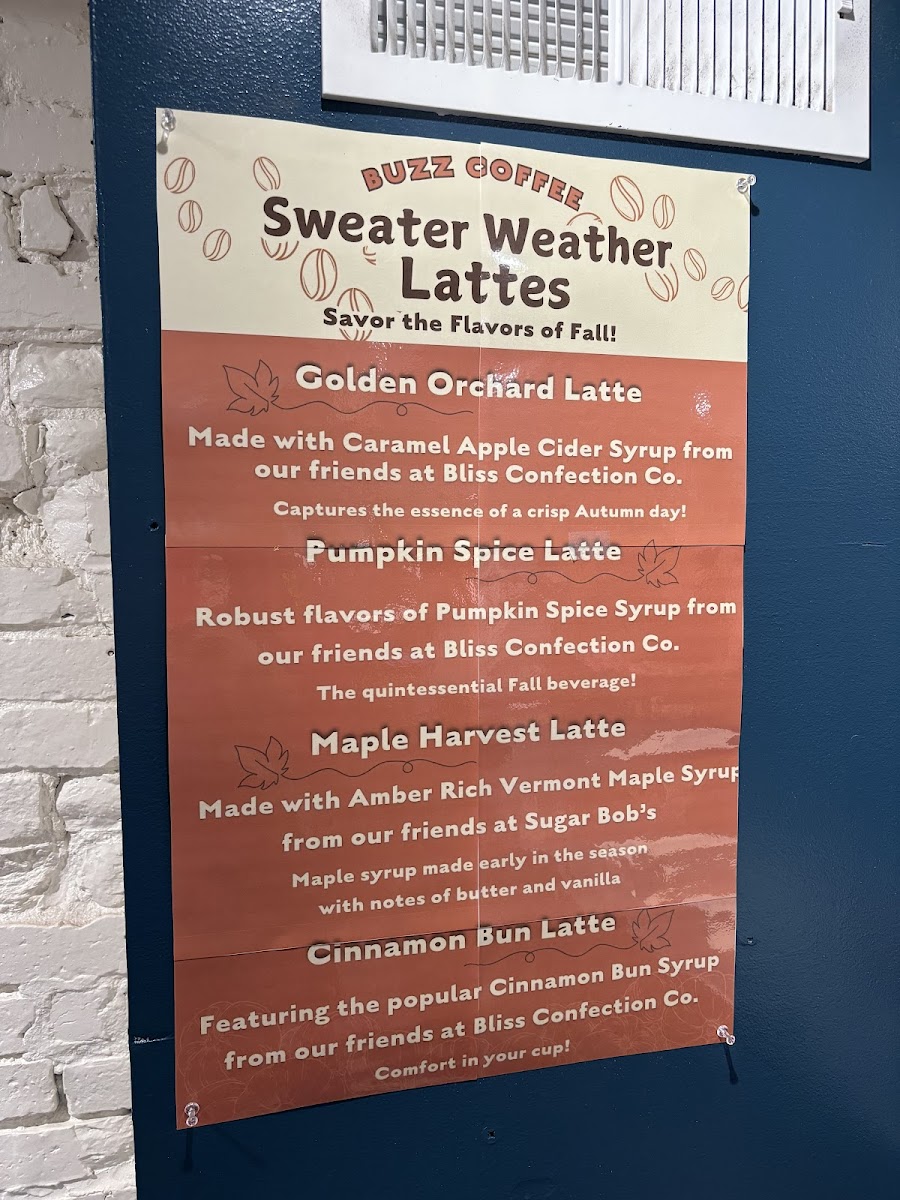 BUZZ COFFEE
Sweater Weather
Lattes
Savor the Flavors of Fall!
Golden Orchard Latte
Made with Caramel Apple Cider Syrup from
our friends at Bliss Confection Co.
Captures the essence of a crisp Autumn day!
Pumpkin Spice Latte
Robust flavors of Pumpkin Spice Syrup from
our friends at Bliss Confection Co.
The quintessential Fall beverage!
Maple Harvest Latte
Made with Amber Rich Vermont Maple Syrup
from our friends at Sugar Bob's
Maple syrup made early in the season
with notes of butter and vanilla
Cinnamon Bun Latte
Featuring the popular Cinnamon Bun Syrup
from our friends at Bliss Confection Co.
Comfort in your cup!